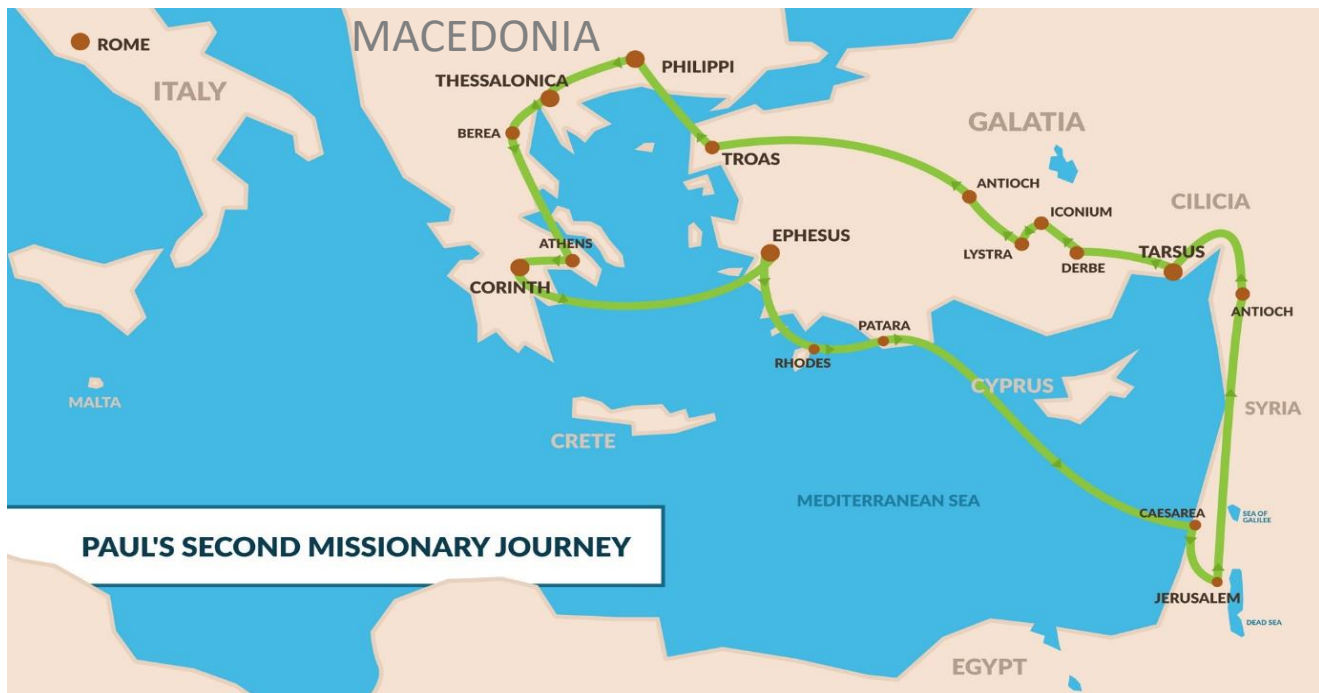 MACEDONIA
ROME
ITALY
PHILIPPI
THESSALONICA
BEREA
TROAS
GALATIA
ANTIOCH
ICONIUM
CILICIA
LYSTRA
DERBE
TARSUS
EPHESUS
ATHENS
CORINTH
ANTIOCH
PATARA
RHODES
CYPRUS
MALTA
SYRIA
CRETE
MEDITERRANEAN SEA
CAESAREA
SEA OF
GALILEE
PAUL'S SECOND MISSIONARY JOURNEY
JERUSALEM
DEAD SEA
EGYPT